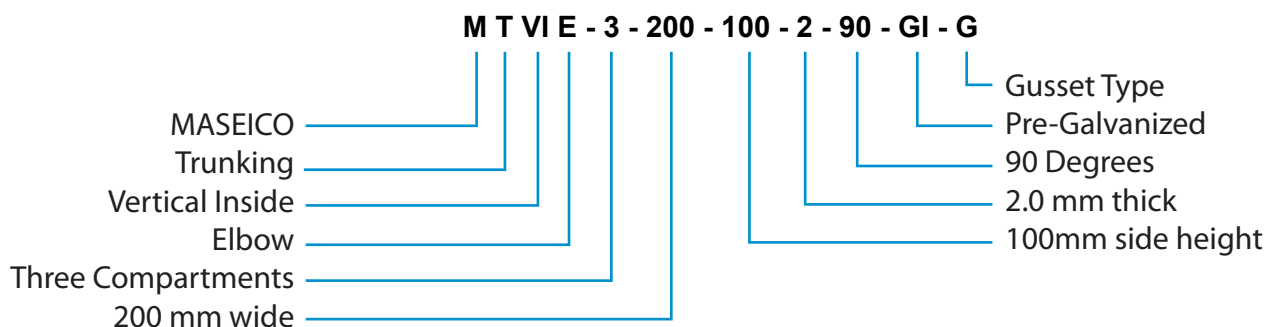 M T VI E - 3 - 200 - 100 - 2 - 90 - GI - G
MASEICO
Trunking
Vertical Inside
Elbow
Three Compartments
200 mm wide
Gusset Type
Pre-Galvanized
90 Degrees
2.0 mm thick
100mm side height